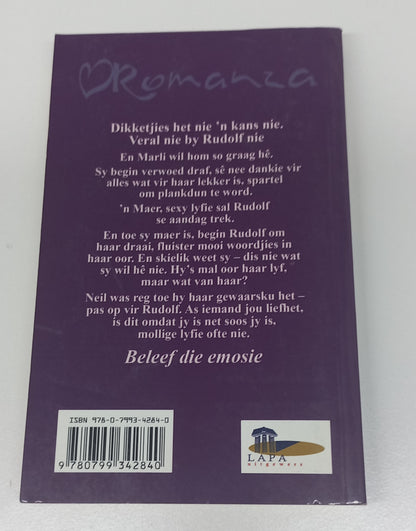 Romanza
Dikketjies het nie 'n kans nie.
Veral nie by Rudolf nie
En Marli wil hom so graag hê.
Sy begin verwoed draf, sê nee dankie vir
alles wat vir haar lekker is, spartel
om plankdun te word.
'n Maer, sexy lyfie sal Rudolf
se aandag trek.
En toe sy maer is, begin Rudolf om
haar draai, fluister mooi woordjies in
haar oor. En skielik weet sy – dis nie wat
sy wil hê nie. Hy's mal oor haar lyf,
maar wat van haar?
Neil was reg toe hy haar gewaarsku het –
pas op vir Rudolf. As iemand jou liefhet,
is dit omdat jy is net soos jy is,
mollige lyfie ofte nie.
Beleef die emosie
ISBN 978-0-7993-4284-0
9 780799 342840
LAPA
uitgewers